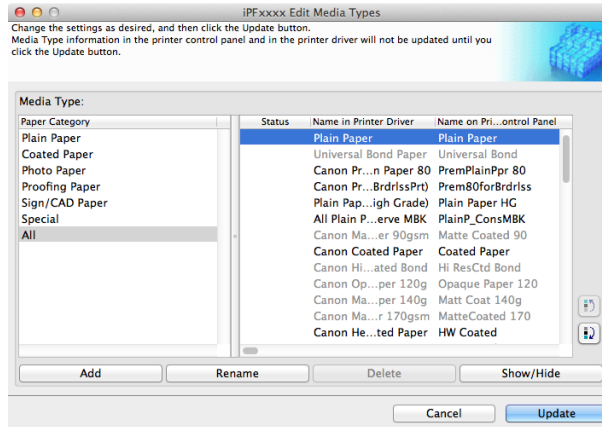 iPFxxxx Edit Media Types
Change the settings as desired, and then click the Update button.
Media Type information in the printer control panel and in the printer driver will not be updated until you
click the Update button.
Media Type:
Paper Category
Plain Paper
Coated Paper
Photo Paper
Proofing Paper
Sign/CAD Paper
Special
All
Status Name in Printer Driver Name on Pri...ontrol Panel
Plain Paper Plain Paper
Universal Bond Paper Universal Bond
Canon Pr...n Paper 80 PremPlainPpr 80
Canon Pr...BrdrlssPrt) Prem80forBrdrlss
Plain Pap...igh Grade) Plain Paper HG
All Plain P...erve MBK PlainP_ConsMBK
Canon Ma...er 90gsm Matte Coated 90
Canon Coated Paper Coated Paper
Canon Hi...ated Bond Hi ResCtd Bond
Canon Op...per 120g Opaque Paper 120
Canon Ma...per 140g Matt Coat 140g
Canon Ma...r 170gsm MatteCoated 170
Canon He...ted Paper HW Coated
Add Rename Delete Show/Hide
Cancel Update